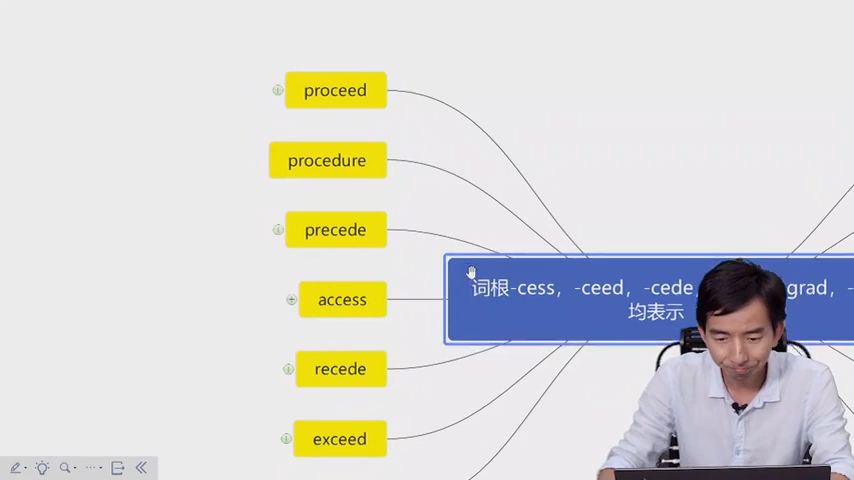 proceed
procedure
precede
access
recede
exceed
词根-cess，-ceed，-cede，
grad，-
均表示